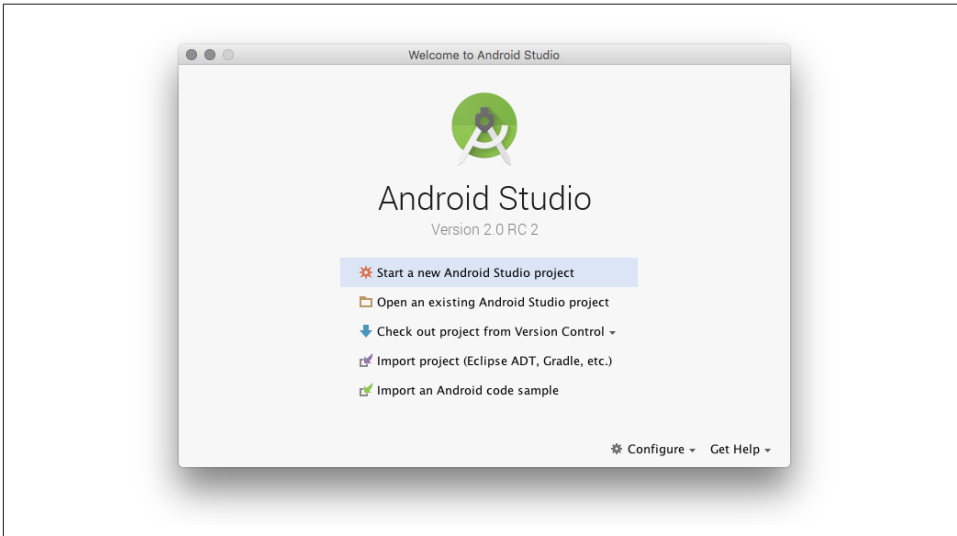 Welcome to Android Studio
Android Studio
Version 2.0 RC 2
Start a new Android Studio project
Open an existing Android Studio project
Check out project from Version Control
Import project (Eclipse ADT, Gradle, etc.)
Import an Android code sample
Configure Get Help